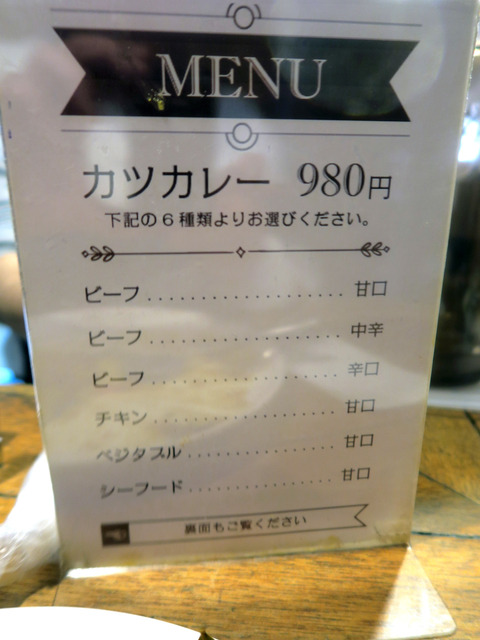 MENU
カツカレー 980円
下記の6種類よりお選びください。
ビーフ.....................甘口
ビーフ.....................中辛
ビーフ.....................辛口
チキン.....................甘口
ベジタブル................甘口
シーフード................甘口
裏面もご覧ください